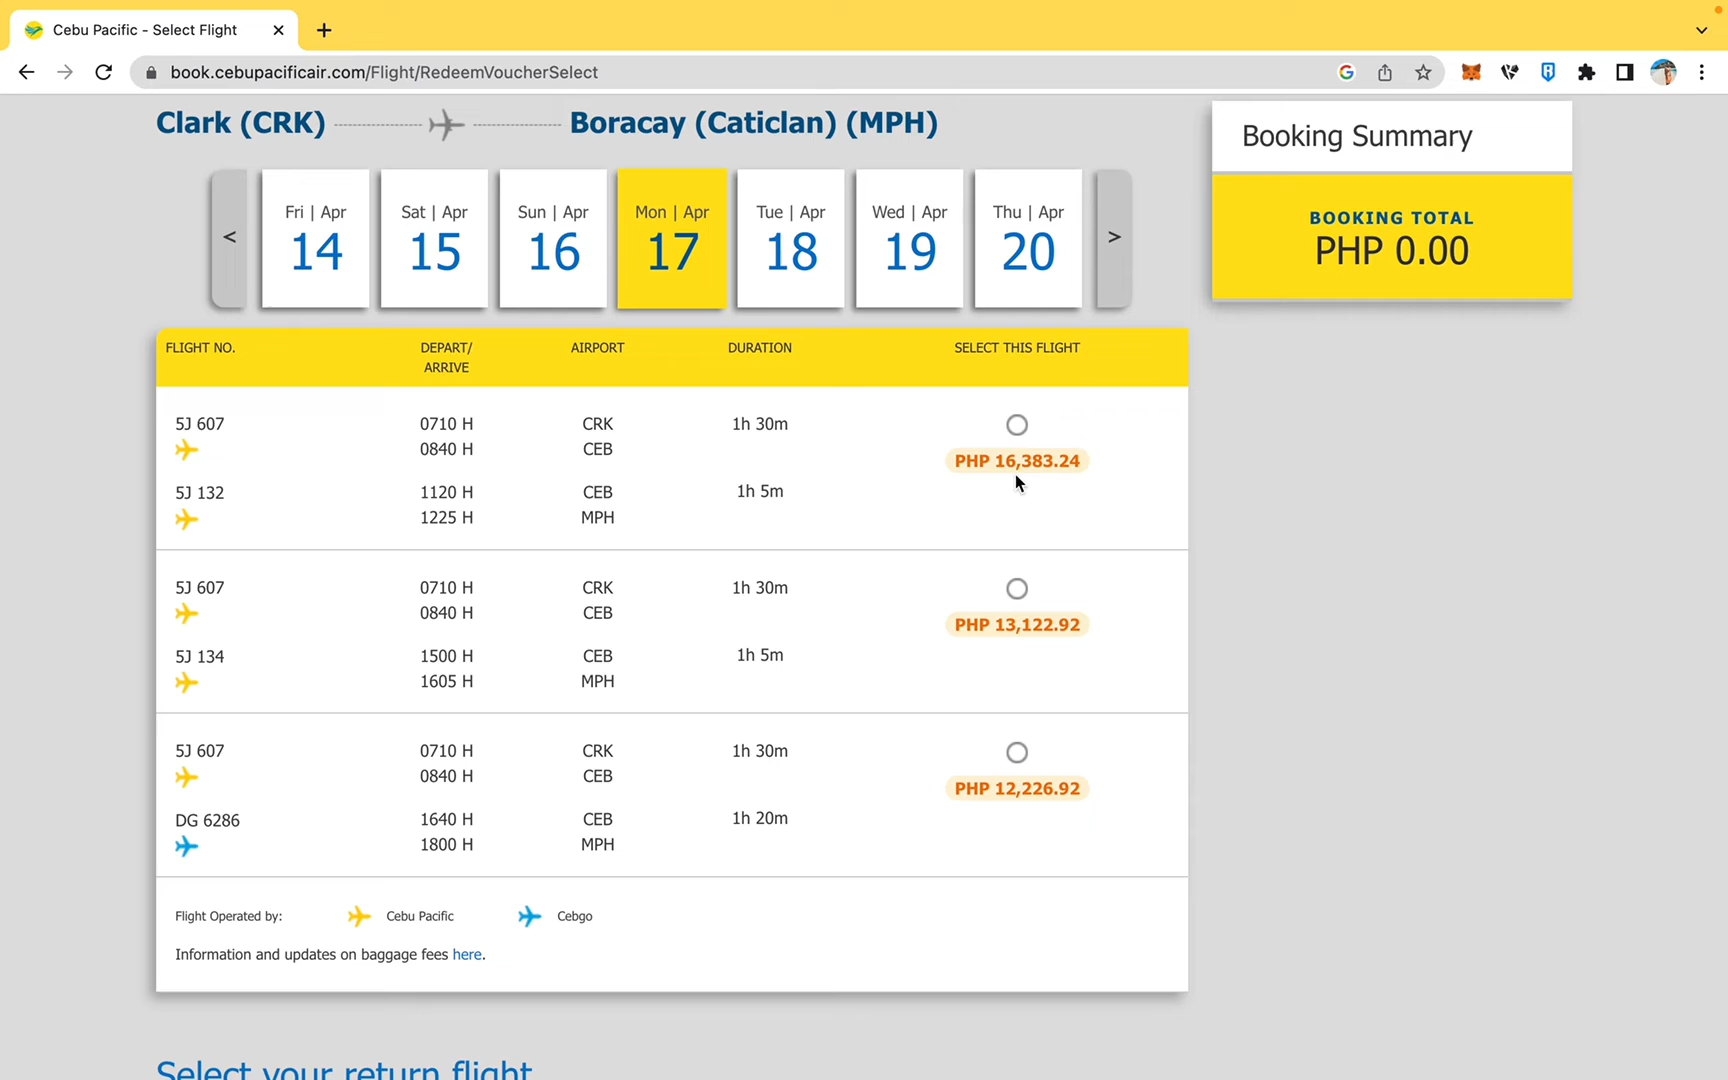 Cebu Pacific - Select Flight
book.cebupacificair.com/Flight/RedeemVoucherSelect
Clark (CRK) Boracay (Caticlan) (MPH)
Booking Summary
BOOKING TOTAL
PHP 0.00
< Fri | Apr Sat | Apr Sun | Apr Mon | Apr Tue | Apr Wed | Apr Thu | Apr >
14 15 16 17 18 19 20
FLIGHT NO. DEPART/ AIRPORT DURATION SELECT THIS FLIGHT
ARRIVE
5J 607 0710 H CRK 1h 30m
0840 H CEB PHP 16,383.24
5J 132 1120 H CEB 1h 5m
1225 H MPH
5J 607 0710 H CRK 1h 30m
0840 H CEB PHP 13,122.92
5J 134 1500 H CEB 1h 5m
1605 H MPH
5J 607 0710 H CRK 1h 30m
0840 H CEB PHP 12,226.92
DG 6286 1640 H CEB 1h 20m
1800 H MPH
Flight Operated by: Cebu Pacific Cebgo
Information and updates on baggage fees here.
Select your return flight